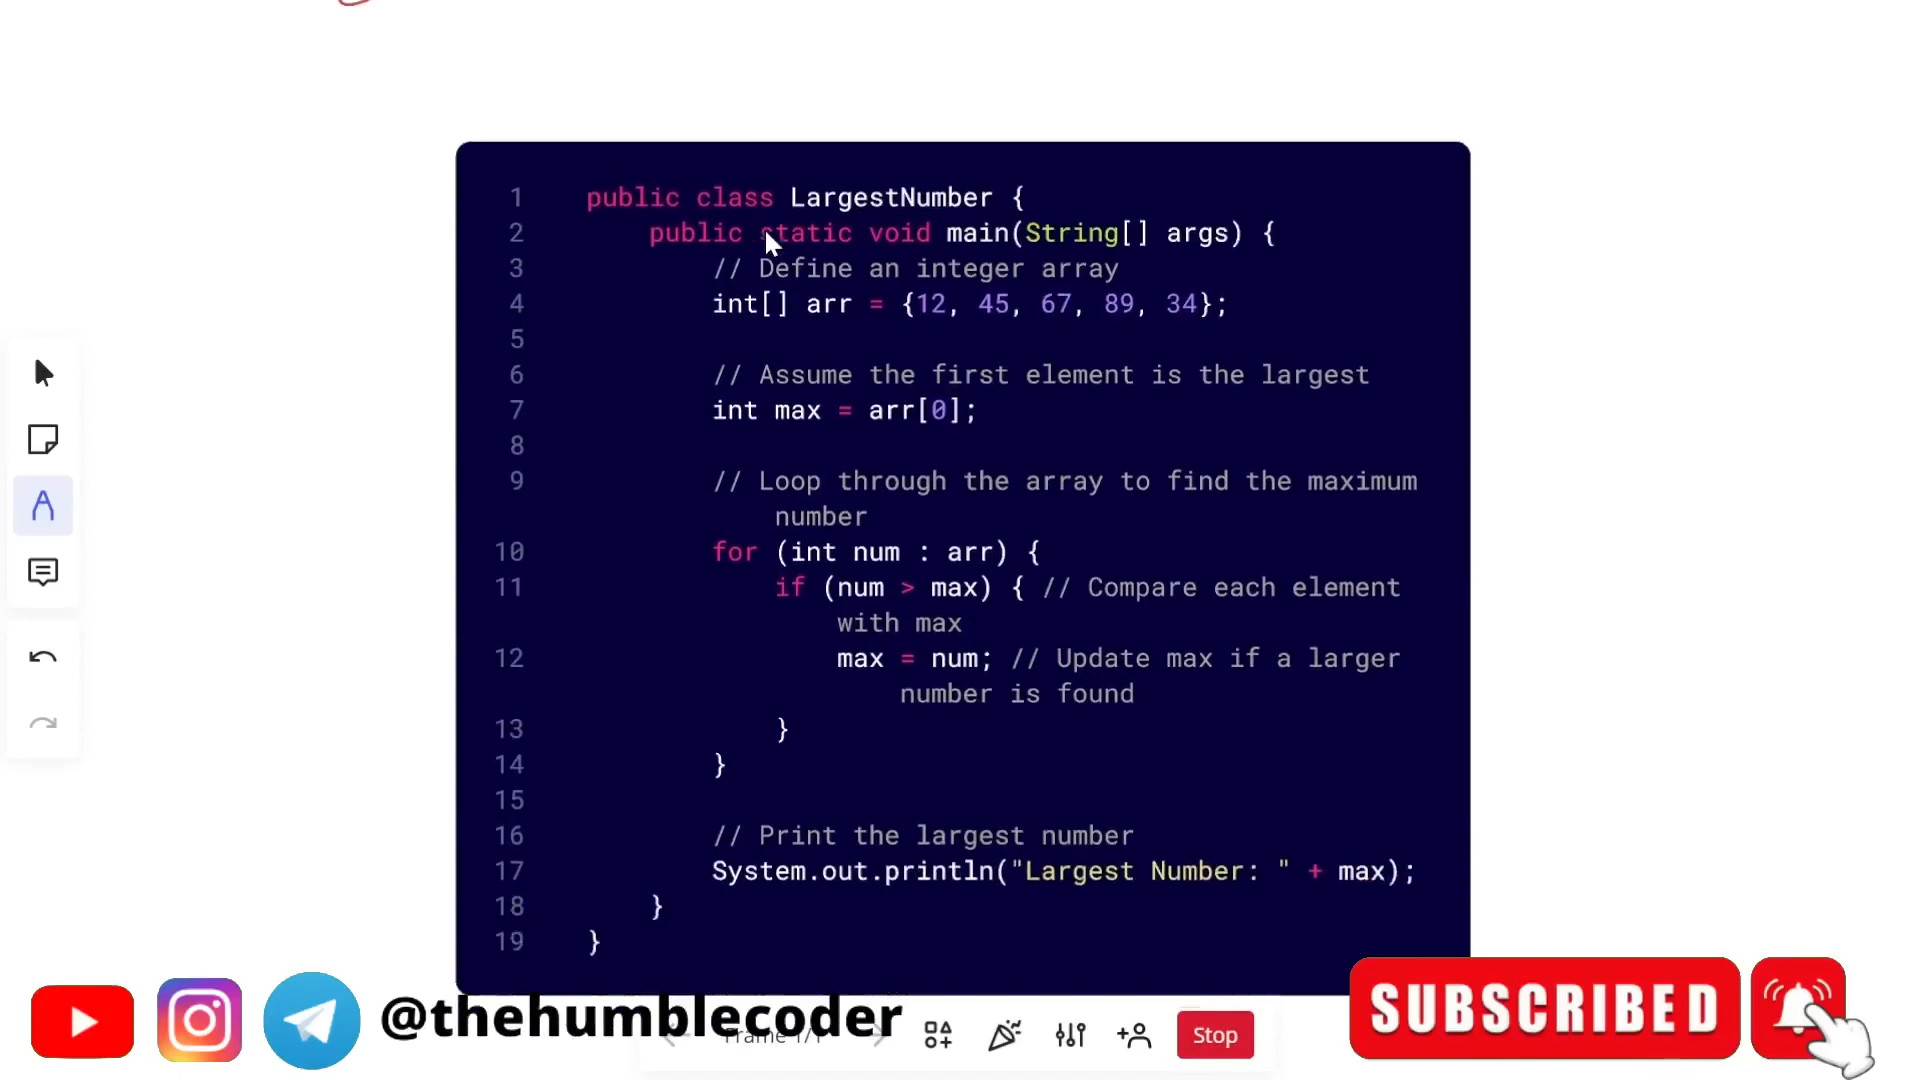 1 public class LargestNumber {
2 public static void main(String[] args) {
3 // Define an integer array
4 int[] arr = {12, 45, 67, 89, 34};
5
6 // Assume the first element is the largest
7 int max = arr[0];
8
9 // Loop through the array to find the maximum
number
10 for (int num : arr) {
11 if (num > max) { // Compare each element
with max
12 max = num; // Update max if a larger
number is found
13 }
14 }
15
16 // Print the largest number
17 System.out.println("Largest Number: " + max);
18 }
19 }
@thehumblecoder
Frame 1/1
Stop
SUBSCRIBED